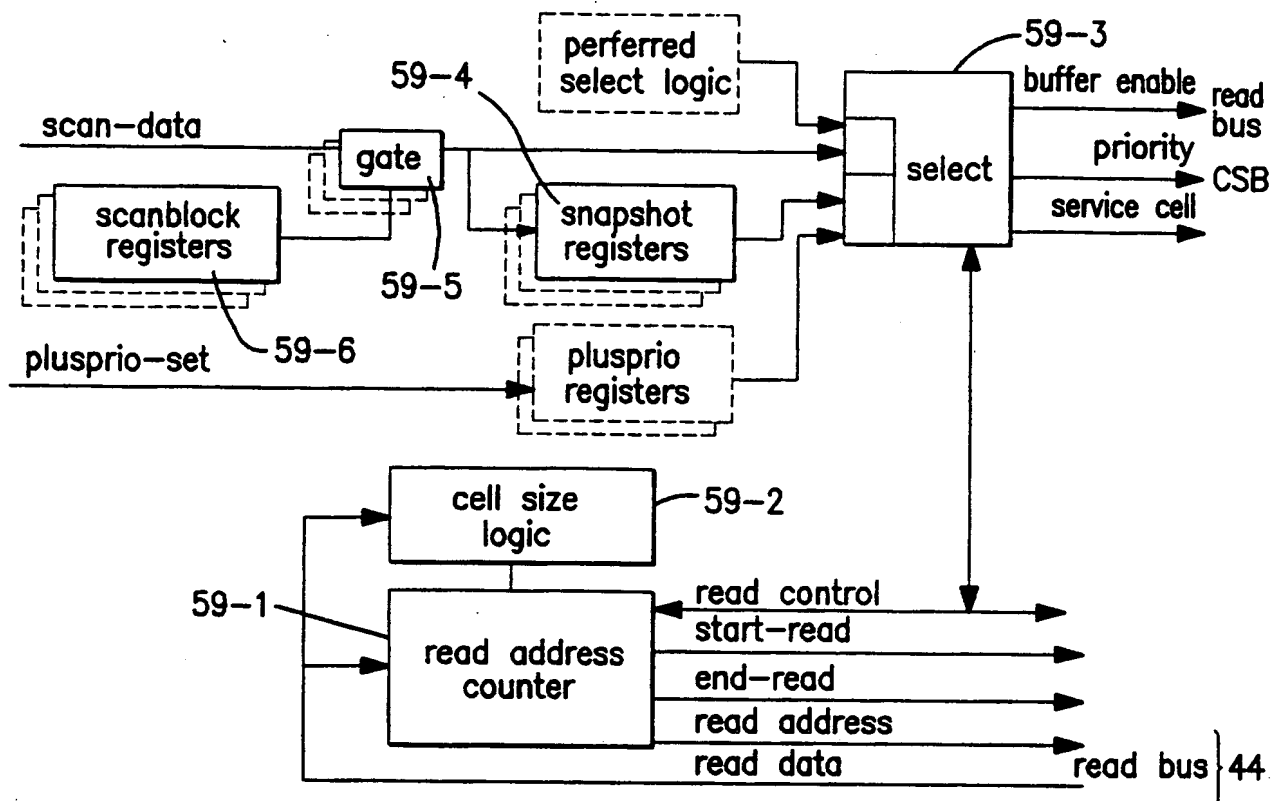 perferred
select logic
59-3
buffer enable
read
bus
59-4
scan-data
gate
priority
select
CSB
scanblock
registers
snapshot
registers
service cell
59-5
59-6
plusprio-set
plusprio
registers
cell size
logic
59-2
59-1
read control
start-read
read address
counter
end-read
read address
read data
read bus
44